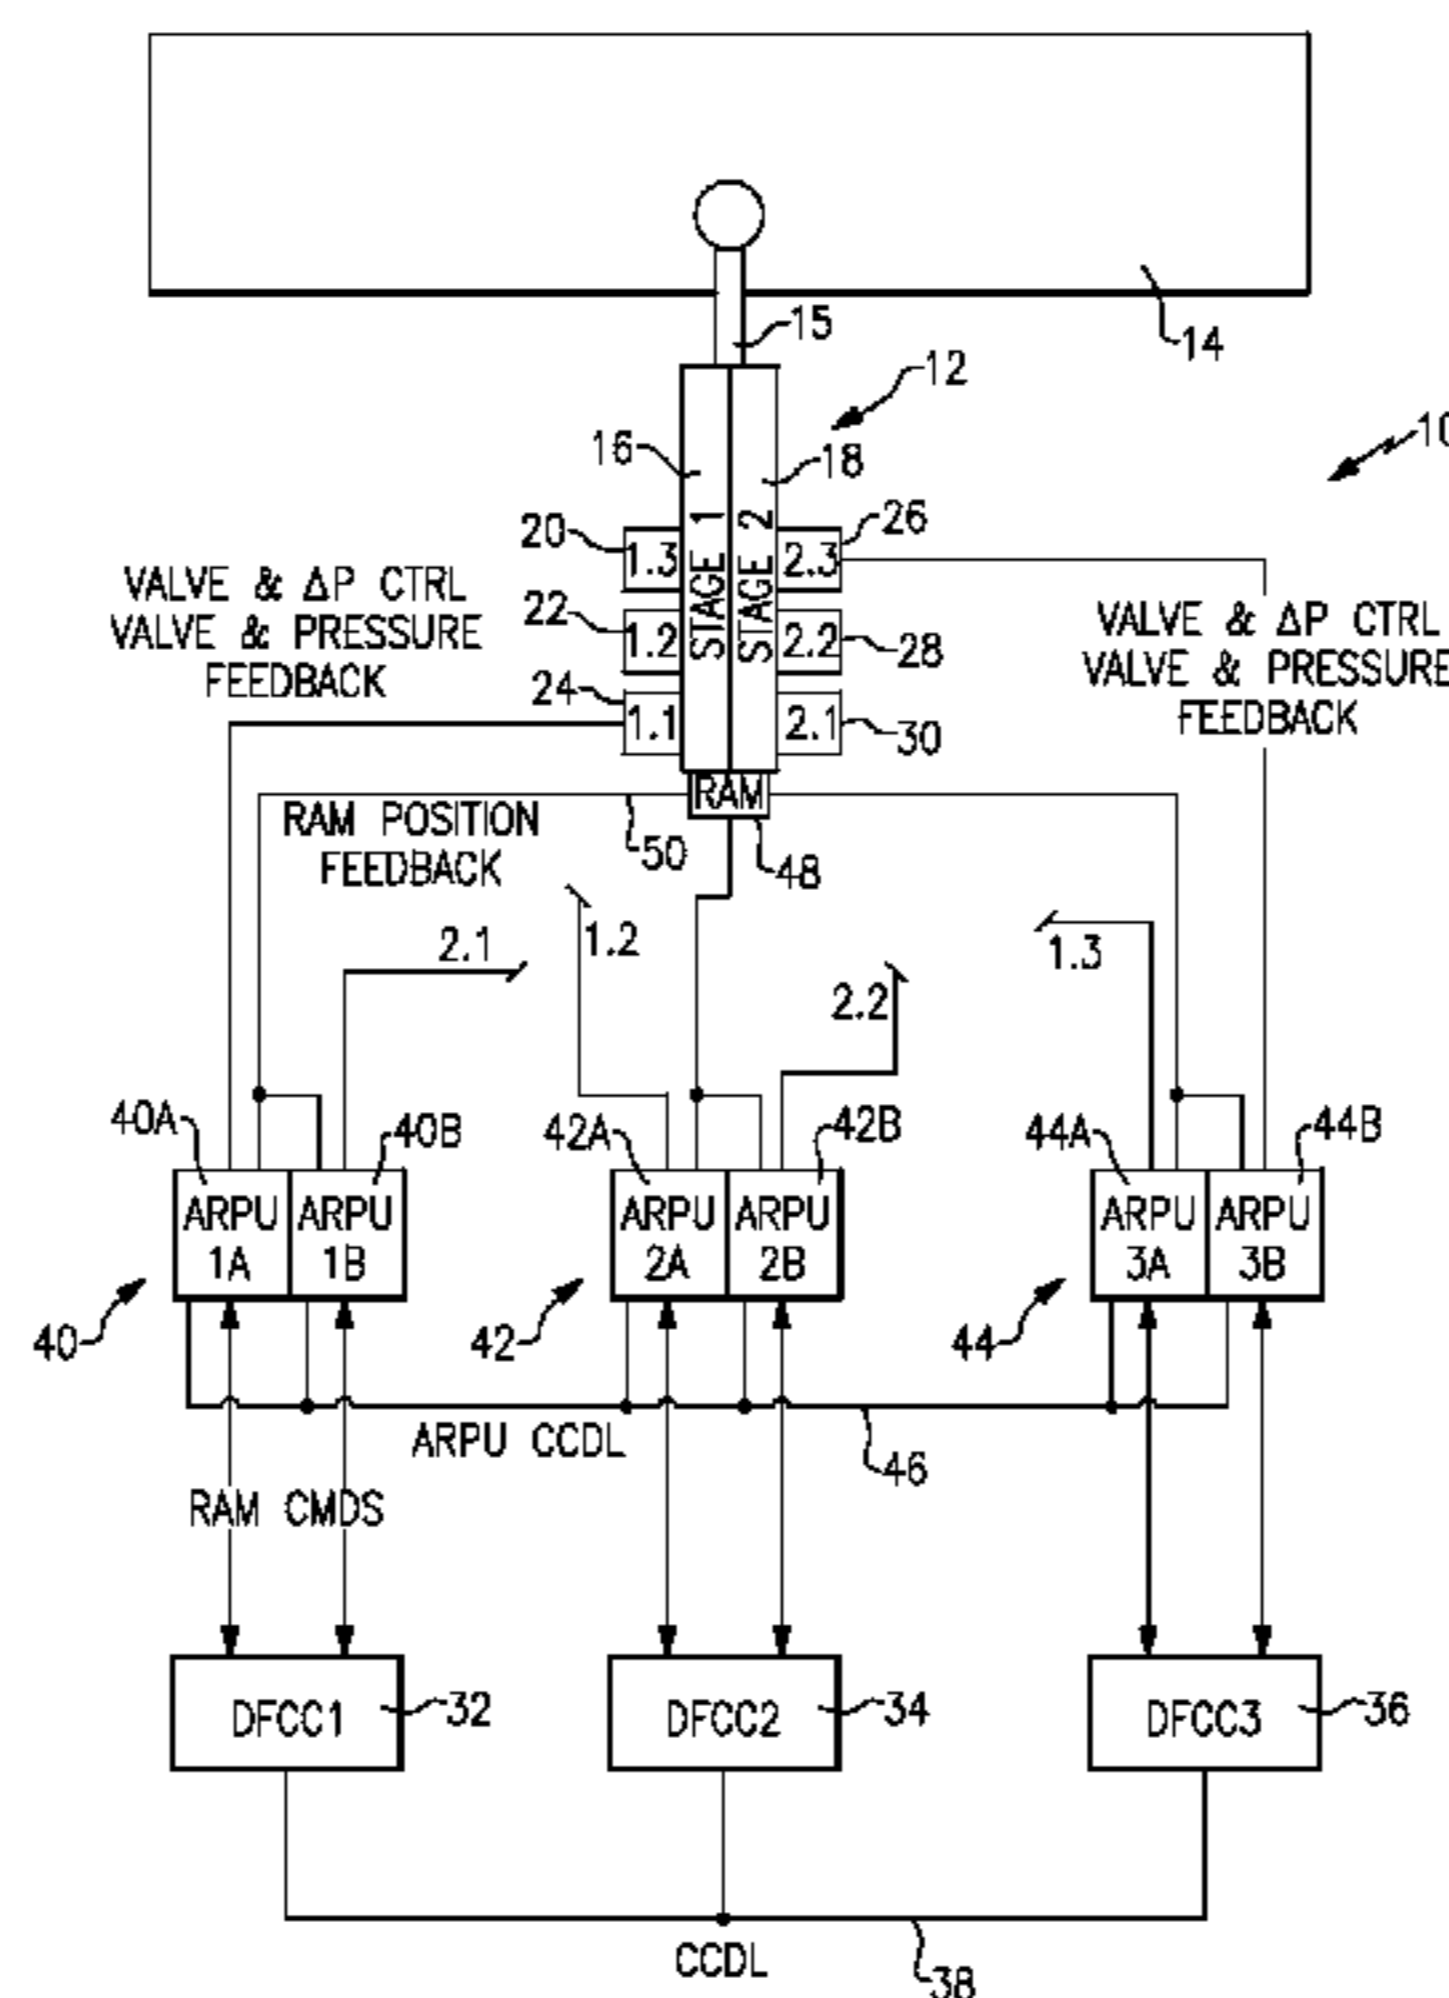 15
14
12
10
16
18
STAGE 1
STAGE 2
20
1.3
2.3
26
22
1.2
2.2
28
24
1.1
2.1
30
VALVE & ΔP CTRL
VALVE & PRESSURE
FEEDBACK
VALVE & ΔP CTRL
VALVE & PRESSURE
FEEDBACK
RAM
RAM POSITION
FEEDBACK
50
48
2.1
1.2
2.2
1.3
40A
40B
42A
42B
44A
44B
ARPU
1A
ARPU
1B
ARPU
2A
ARPU
2B
ARPU
3A
ARPU
3B
40
42
44
ARPU CCDL
46
RAM CMDS
DFCC1
32
DFCC2
34
DFCC3
36
CCDL
38